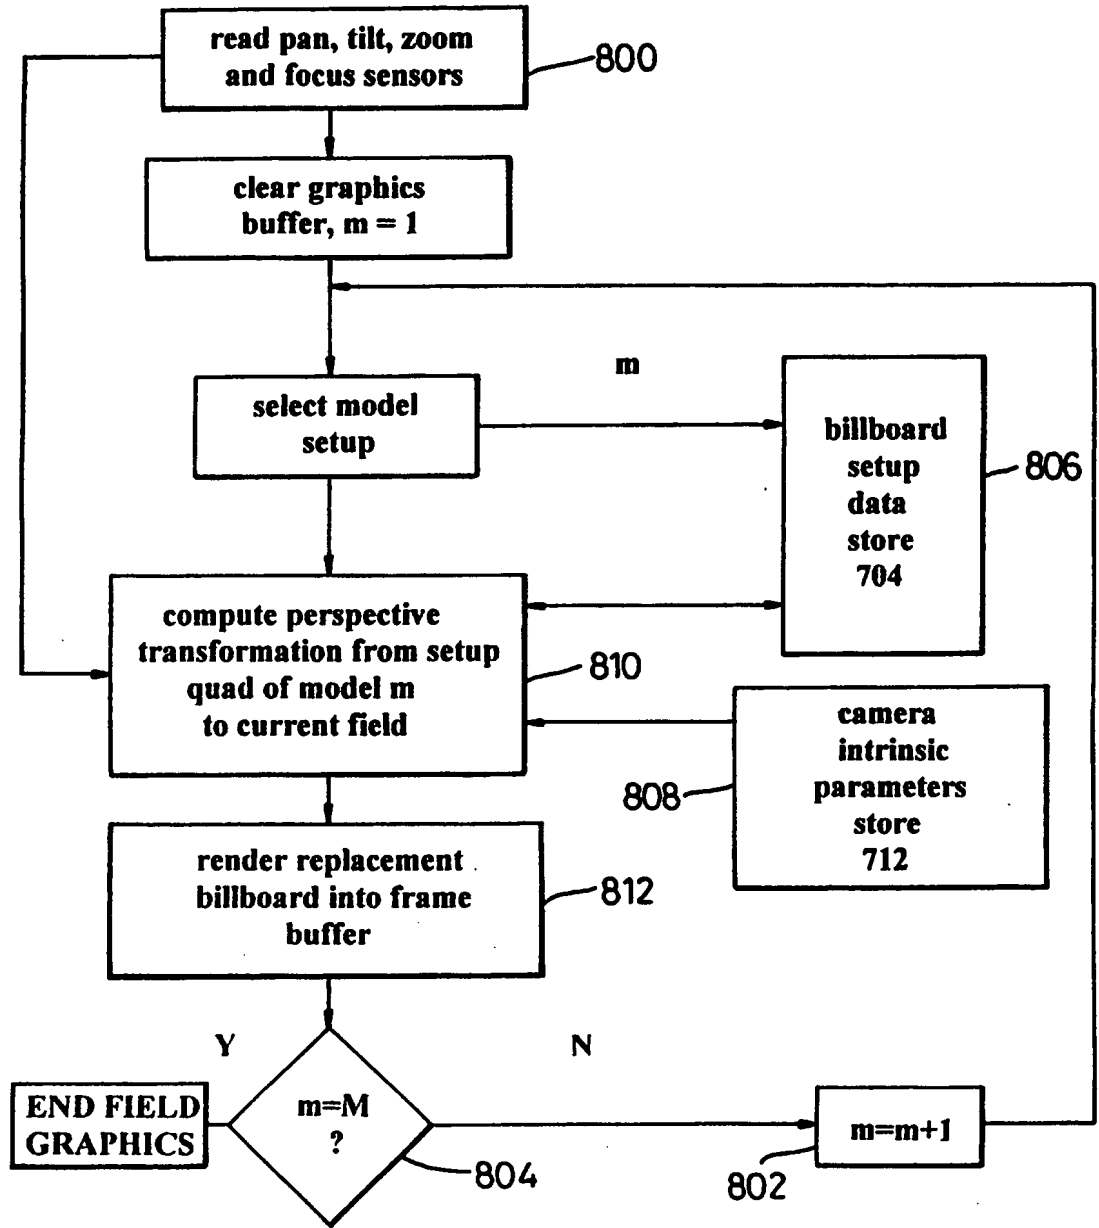 read pan, tilt, zoom
and focus sensors
800
clear graphics
buffer, m = 1
m
select model
setup
billboard
setup
data
store
704
806
compute perspective
transformation from setup
quad of model m
to current field
810
camera
intrinsic
parameters
store
712
808
render replacement
billboard into frame
buffer
812
Y
N
END FIELD
GRAPHICS
m=M
?
804
m=m+1
802